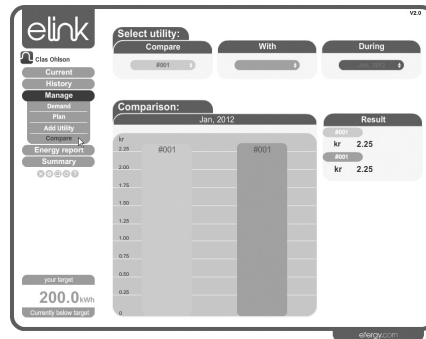 V2.0
elink
Clas Ohlson
Current
History
Manage
Demand
Plan
Add Utility
Compare
Energy report
Summary
your target
200.0kWh
Currently below target
Select utility:
Compare
With
During
#001
Jan, 2012
Comparison:
Jan, 2012
kr
2.25
2.00
1.75
1.50
1.25
1.00
0.75
0.50
0.25
0
#001
#001
Result
#001
kr 2.25
#001
kr 2.25
efergy.com